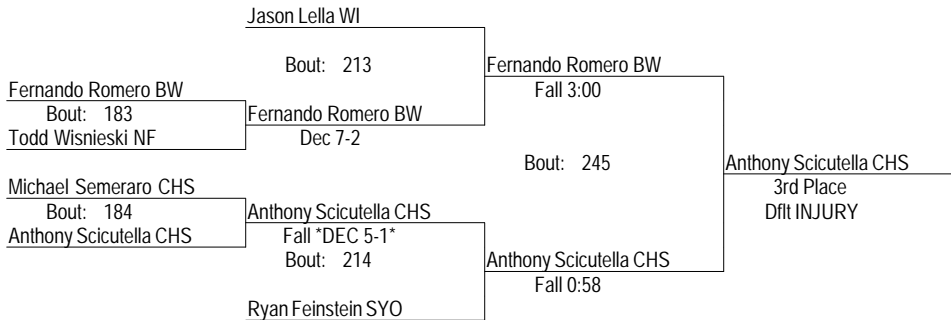 Jason Lella WI
Bout: 213
Fernando Romero BW
Fall 3:00
Fernando Romero BW
Bout: 183
Fernando Romero BW
Todd Wisnieski NF
Dec 7-2
Bout: 245
Anthony Scicutella CHS
3rd Place
Dflt INJURY
Michael Semeraro CHS
Bout: 184
Anthony Scicutella CHS
Anthony Scicutella CHS
Fall *DEC 5-1*
Bout: 214
Anthony Scicutella CHS
Fall 0:58
Ryan Feinstein SYO